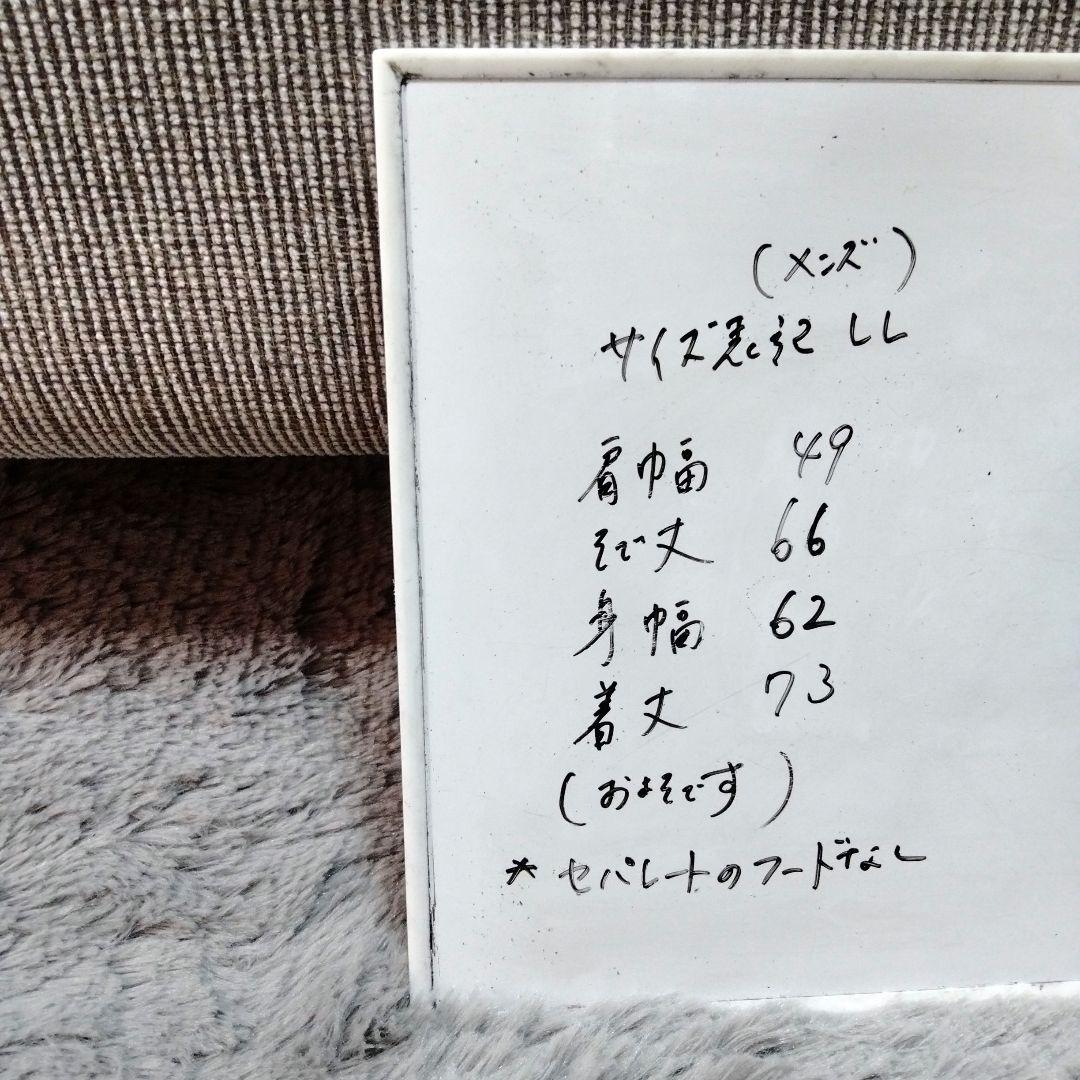 (メンズ)
サイズ表記 LL
肩幅 49
そで丈 66
身幅 62
着丈 73
(およそです)
* セパレートのフードなし